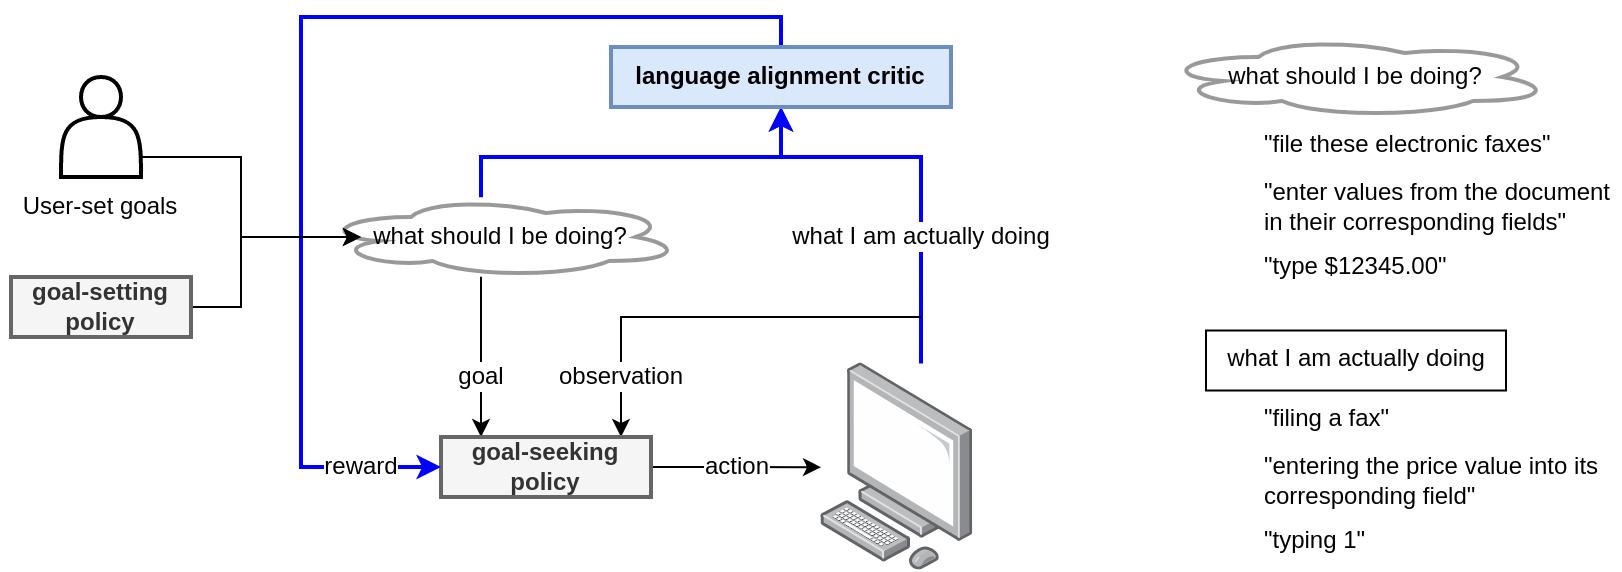 language alignment critic
User-set goals
what should I be doing?
what I am actually doing
goal-setting
policy
goal
observation
reward
goal-seeking
policy
action
what should I be doing?
"file these electronic faxes"
"enter values from the document
in their corresponding fields"
"type $12345.00"
what I am actually doing
"filing a fax"
"entering the price value into its
corresponding field"
"typing 1"